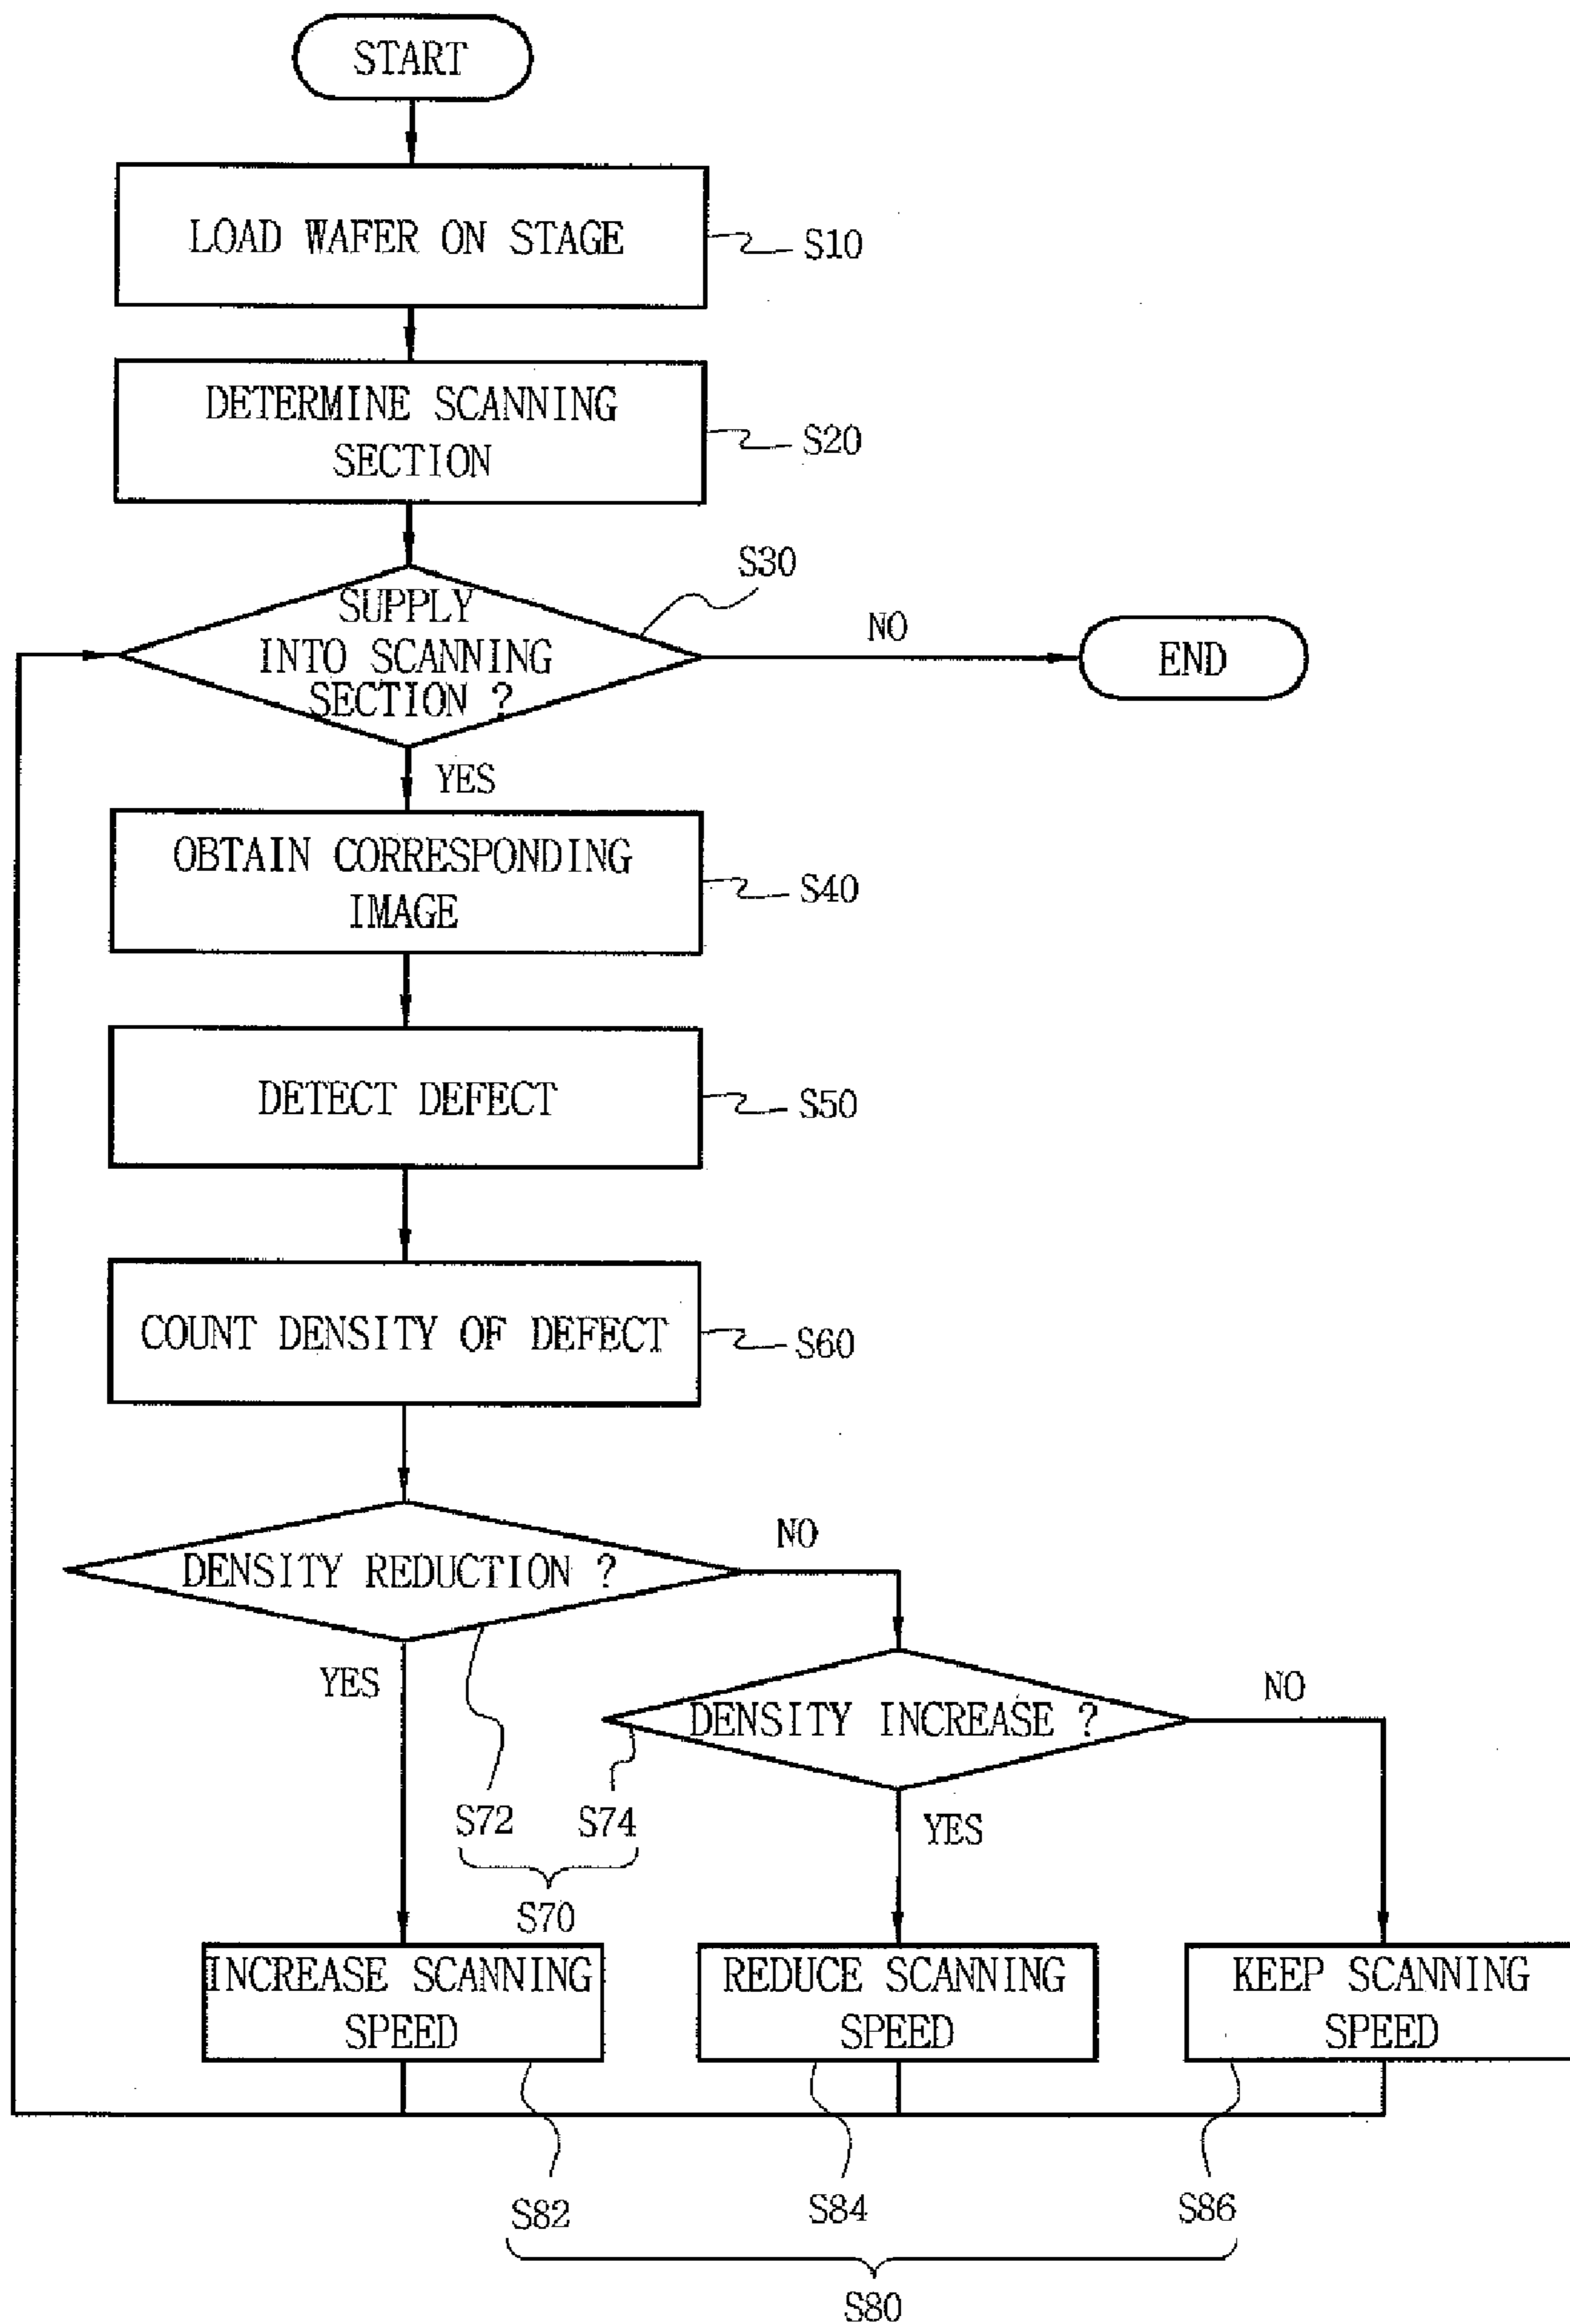 START
LOAD WAFER ON STAGE
S10
DETERMINE SCANNING
SECTION
S20
S30
SUPPLY
INTO SCANNING
SECTION ?
NO
END
YES
OBTAIN CORRESPONDING
IMAGE
S40
DETECT DEFECT
S50
COUNT DENSITY OF DEFECT
S60
DENSITY REDUCTION ?
NO
YES
DENSITY INCREASE ?
NO
S72
S74
YES
S70
INCREASE SCANNING
SPEED
REDUCE SCANNING
SPEED
KEEP SCANNING
SPEED
S82
S84
S86
S80